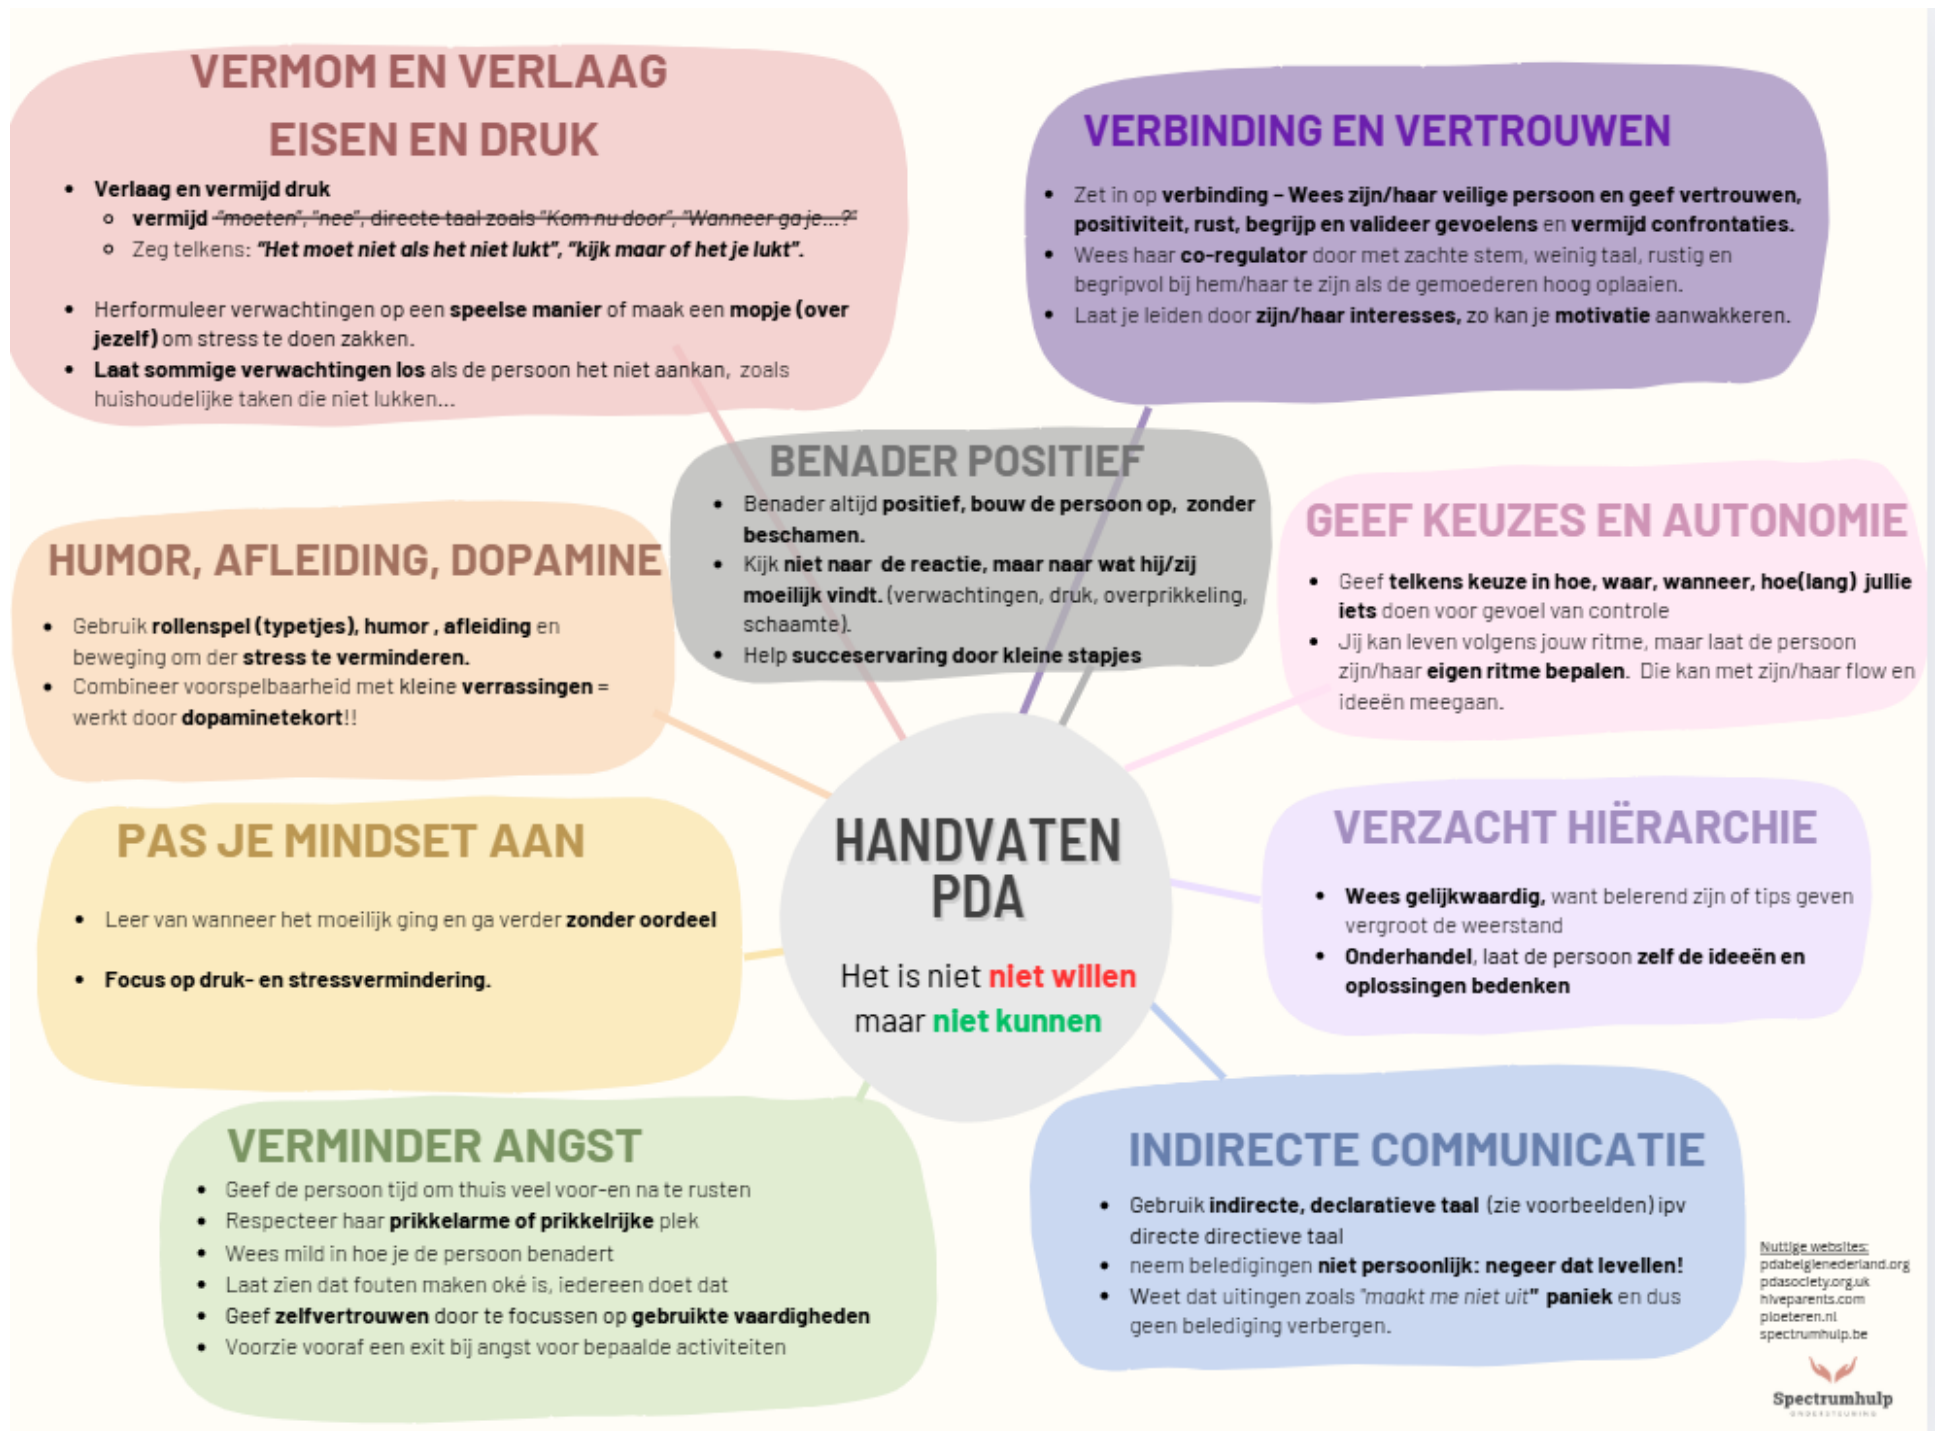 VERMOM EN VERLAAG
EISEN EN DRUK
• Verlaag en vermijd druk
○ vermijd "moeten", "nee", directe taal zoals "Kom nu door", "Wanneer ga je...?"
○ Zeg telkens: "Het moet niet als het niet lukt", "kijk maar of het je lukt".
• Herformuleer verwachtingen op een speelse manier of maak een mopje (over
jezelf) om stress te doen zakken.
• Laat sommige verwachtingen los als de persoon het niet aankan, zoals
huishoudelijke taken die niet lukken...
VERBINDING EN VERTROUWEN
• Zet in op verbinding – Wees zijn/haar veilige persoon en geef vertrouwen,
positiviteit, rust, begrijp en valideer gevoelens en vermijd confrontaties.
• Wees haar co-regulator door met zachte stem, weinig taal, rustig en
begripvol bij hem/haar te zijn als de gemoederen hoog oplaaien.
• Laat je leiden door zijn/haar interesses, zo kan je motivatie aanwakkeren.
BENADER POSITIEF
• Benader altijd positief, bouw de persoon op, zonder
beschamen.
• Kijk niet naar de reactie, maar naar wat hij/zij
moeilijk vindt. (verwachtingen, druk, overprikkeling,
schaamte).
• Help succeservaring door kleine stapjes
HUMOR, AFLEIDING, DOPAMINE
• Gebruik rollenspel (typetjes), humor , afleiding en
beweging om der stress te verminderen.
• Combineer voorspelbaarheid met kleine verrassingen =
werkt door dopaminetekort!!
GEEF KEUZES EN AUTONOMIE
• Geef telkens keuze in hoe, waar, wanneer, hoe(lang) jullie
iets doen voor gevoel van controle
• Jij kan leven volgens jouw ritme, maar laat de persoon
zijn/haar eigen ritme bepalen. Die kan met zijn/haar flow en
ideeën meegaan.
PAS JE MINDSET AAN
• Leer van wanneer het moeilijk ging en ga verder zonder oordeel
• Focus op druk- en stressvermindering.
HANDVATEN
PDA
Het is niet niet willen
maar niet kunnen
VERZACHT HIËRARCHIE
• Wees gelijkwaardig, want belerend zijn of tips geven
vergroot de weerstand
• Onderhandel, laat de persoon zelf de ideeën en
oplossingen bedenken
VERMINDER ANGST
• Geef de persoon tijd om thuis veel voor-en na te rusten
• Respecteer haar prikkelarme of prikkelrijke plek
• Wees mild in hoe je de persoon benadert
• Laat zien dat fouten maken oké is, iedereen doet dat
• Geef zelfvertrouwen door te focussen op gebruikte vaardigheden
• Voorzie vooraf een exit bij angst voor bepaalde activiteiten
INDIRECTE COMMUNICATIE
• Gebruik indirecte, declaratieve taal (zie voorbeelden) ipv
directe directieve taal
• neem beledigingen niet persoonlijk: negeer dat levellen!
• Weet dat uitingen zoals "maakt me niet uit" paniek en dus
geen belediging verbergen.
Nuttige websites:
pdabelgienederland.org
pdasociety.org.uk
hiveparents.com
ploeteren.nl
spectrumhulp.be
Spectrumhulp
ONDERSTEUNING